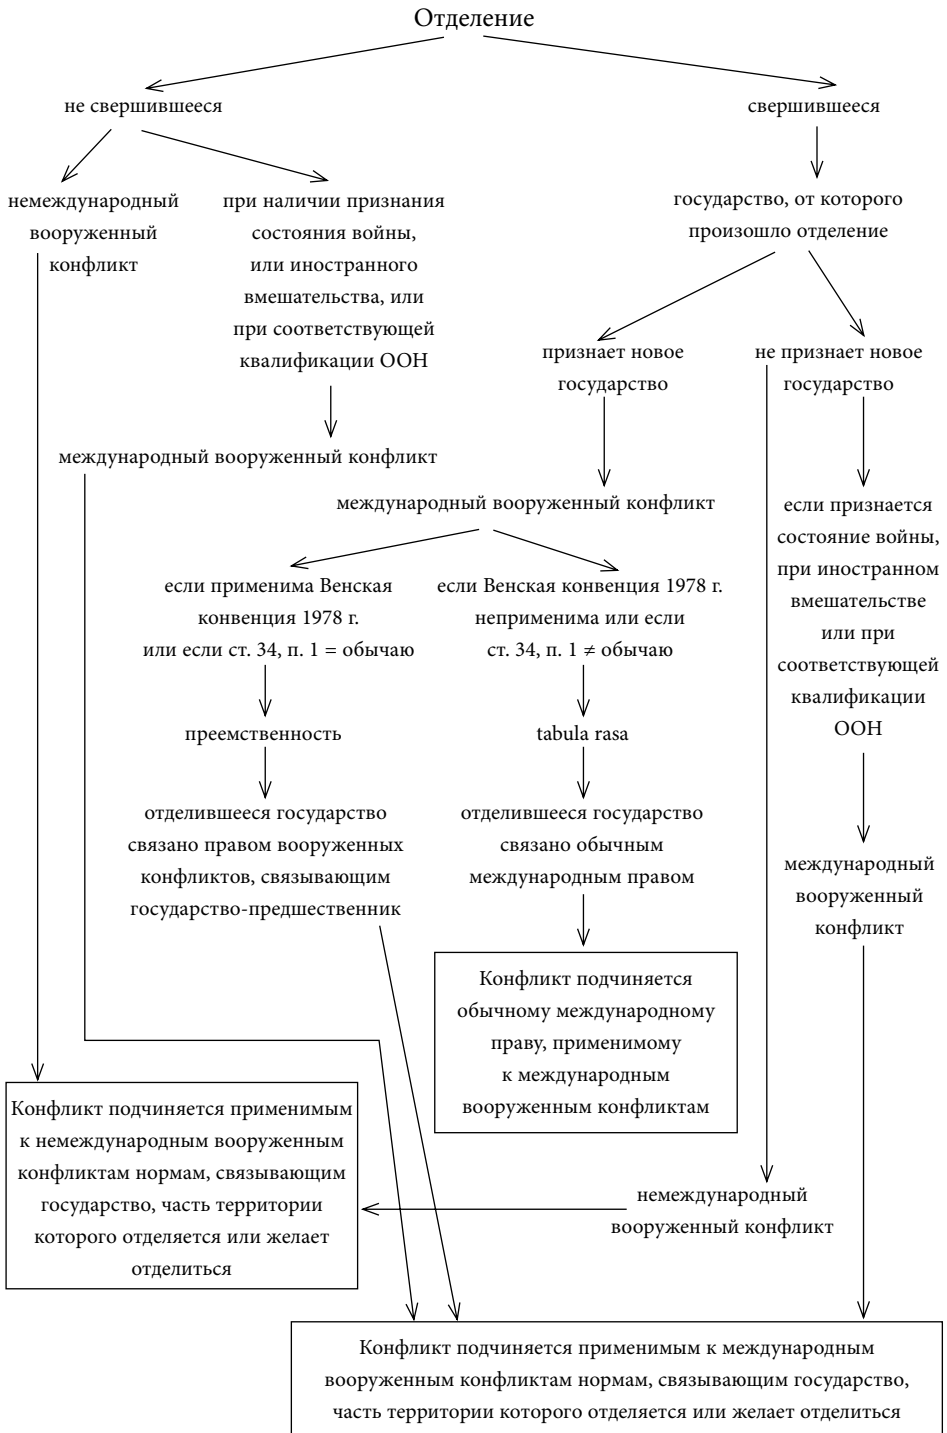 Отделение
не свершившееся
свершившееся
немеждународный
вооруженный
конфликт
при наличии признания
состояния войны,
или иностранного
вмешательства, или
при соответствующей
квалификации ООН
государство, от которого
произошло отделение
признает новое
государство
не признает новое
государство
международный вооруженный конфликт
международный вооруженный конфликт
если признается
состояние войны,
при иностранном
вмешательстве
или при
соответствующей
квалификации
ООН
если применима Венская
конвенция 1978 г.
или если ст. 34, п. 1 = обычаю
если Венская конвенция 1978 г.
неприменима или если
ст. 34, п. 1 ≠ обычаю
преемственность
tabula rasa
отделившееся государство
связано правом вооруженных
конфликтов, связывающим
государство-предшественник
отделившееся государство
связано обычным
международным правом
международный
вооруженный
конфликт
Конфликт подчиняется
обычному международному
праву, применимому
к международным
вооруженным конфликтам
Конфликт подчиняется применимым
к немеждународным вооруженным
конфликтам нормам, связывающим
государство, часть территории
которого отделяется или желает
отделиться
немеждународный
вооруженный конфликт
Конфликт подчиняется применимым к международным
вооруженным конфликтам нормам, связывающим государство,
часть территории которого отделяется или желает отделиться